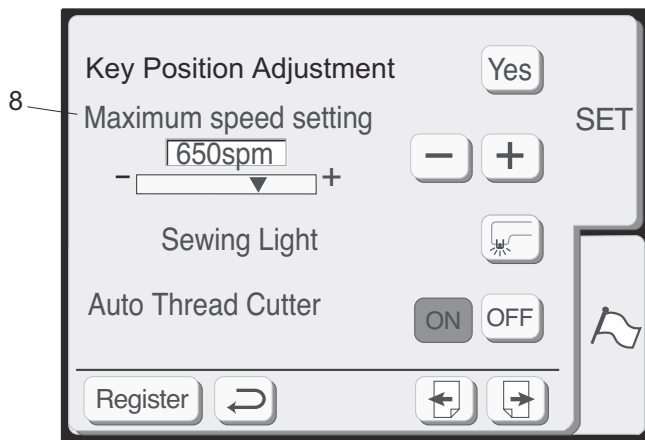 Key Position Adjustment Yes
8
Maximum speed setting
SET
650spm
- + − +
Sewing Light
Auto Thread Cutter ON OFF
Register